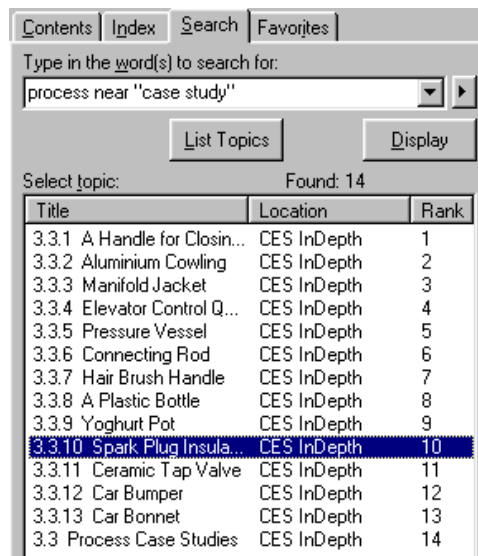 Contents Index Search Favorites
Type in the word(s) to search for:
process near "case study"
List Topics Display
Select topic: Found: 14
Title Location Rank
3.3.1 A Handle for Closin... CES InDepth 1
3.3.2 Aluminium Cowling CES InDepth 2
3.3.3 Manifold Jacket CES InDepth 3
3.3.4 Elevator Control Q... CES InDepth 4
3.3.5 Pressure Vessel CES InDepth 5
3.3.6 Connecting Rod CES InDepth 6
3.3.7 Hair Brush Handle CES InDepth 7
3.3.8 A Plastic Bottle CES InDepth 8
3.3.9 Yoghurt Pot CES InDepth 9
3.3.10 Spark Plug Insula... CES InDepth 10
3.3.11 Ceramic Tap Valve CES InDepth 11
3.3.12 Car Bumper CES InDepth 12
3.3.13 Car Bonnet CES InDepth 13
3.3 Process Case Studies CES InDepth 14